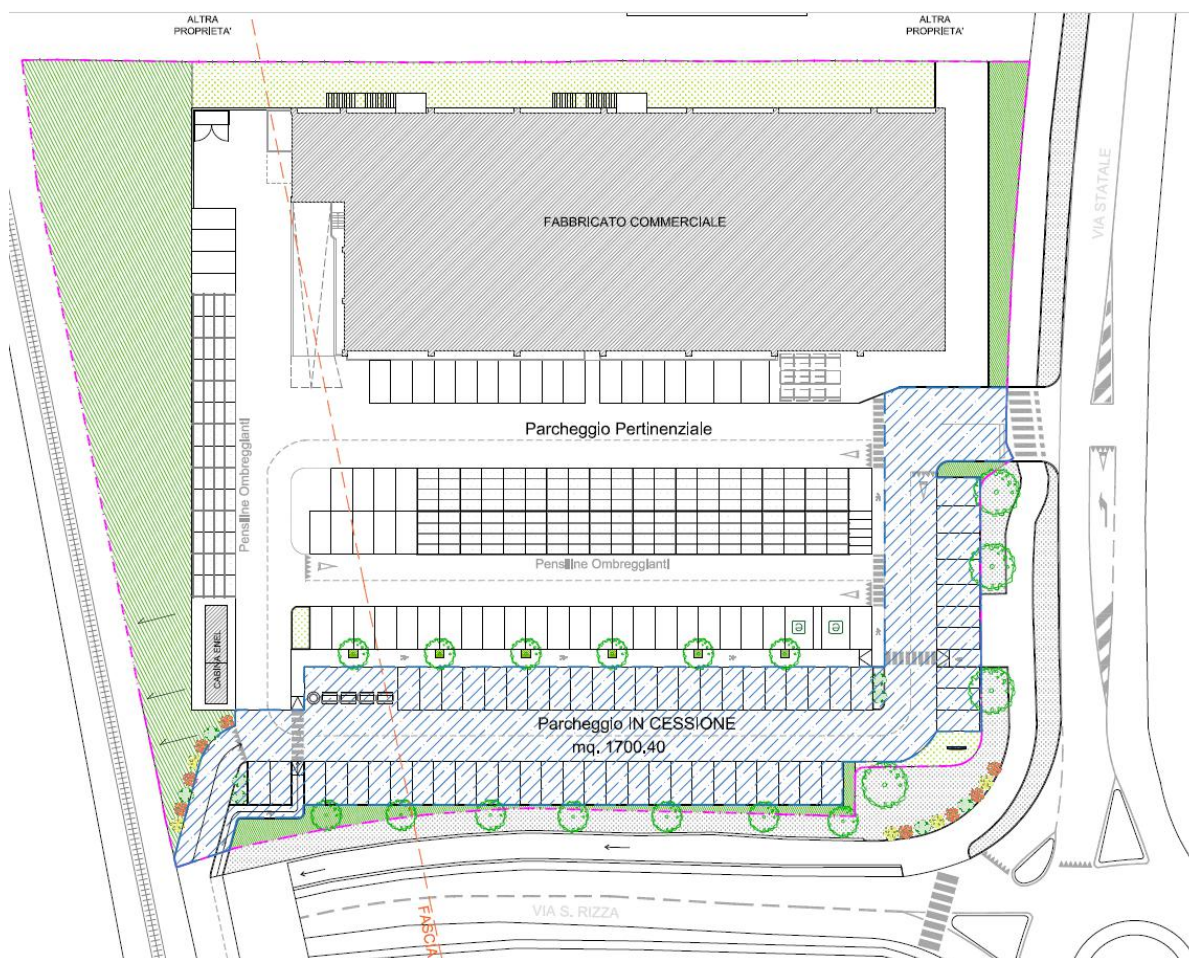 ALTRA
PROPRIETA'
ALTRA
PROPRIETA'
VIA STATALE
FABBRICATO COMMERCIALE
Parcheggio Pertinenziale
Pensiline Ombreggianti
Pensiline Ombreggianti
e
e
CABINA ENEL
Parcheggio IN CESSIONE
mq. 1700,40
VIA S. RIZZA
FASCIA